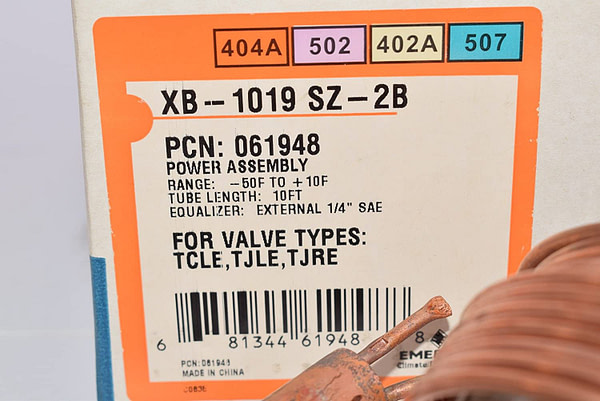 404A 502 402A 507
XB-1019 SZ-2B
PCN: 061948
POWER ASSEMBLY
RANGE: -50F TO +10F
TUBE LENGTH: 10FT
EQUALIZER: EXTERNAL 1/4" SAE
FOR VALVE TYPES:
TCLE,TJLE,TJRE
6 81344 61948 8
PCN:061948
MADE IN CHINA